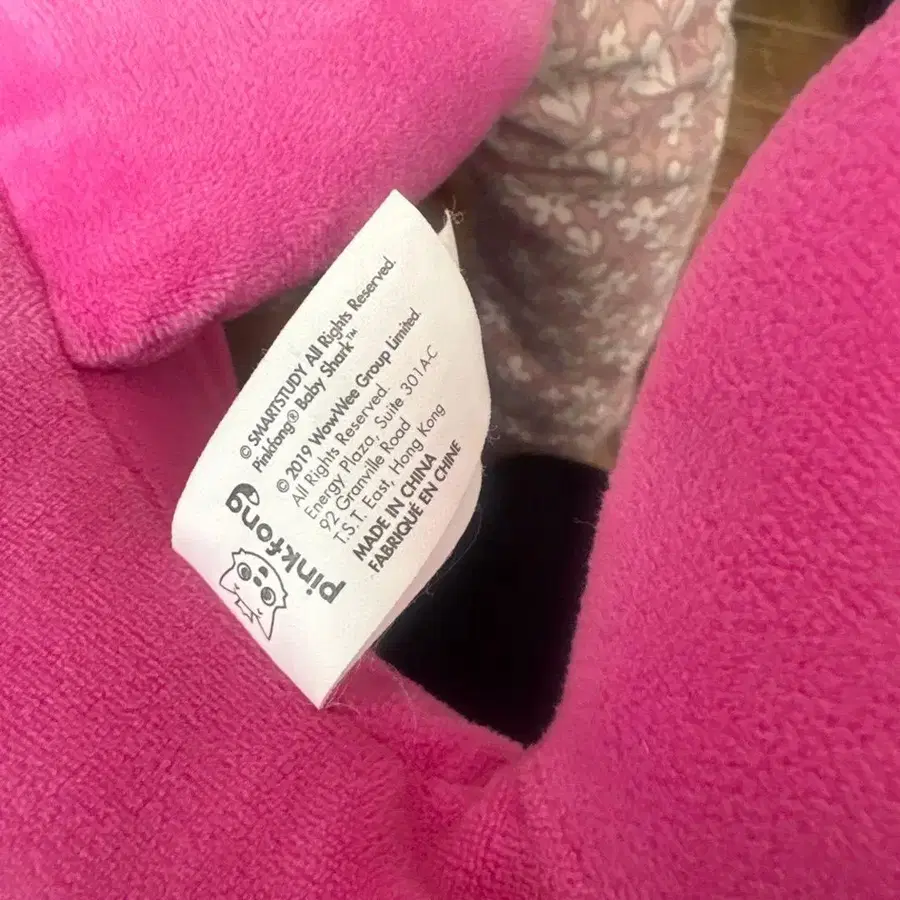 © SMARTSTUDY All Rights Reserved.
Pinkfong® Baby Shark™
© 2019 WowWee Group Limited.
All Rights Reserved.
Energy Plaza, Suite 301A-C
92 Granville Road
T.S.T. East, Hong Kong
MADE IN CHINA
FABRIQUÉ EN CHINE
pinkfong